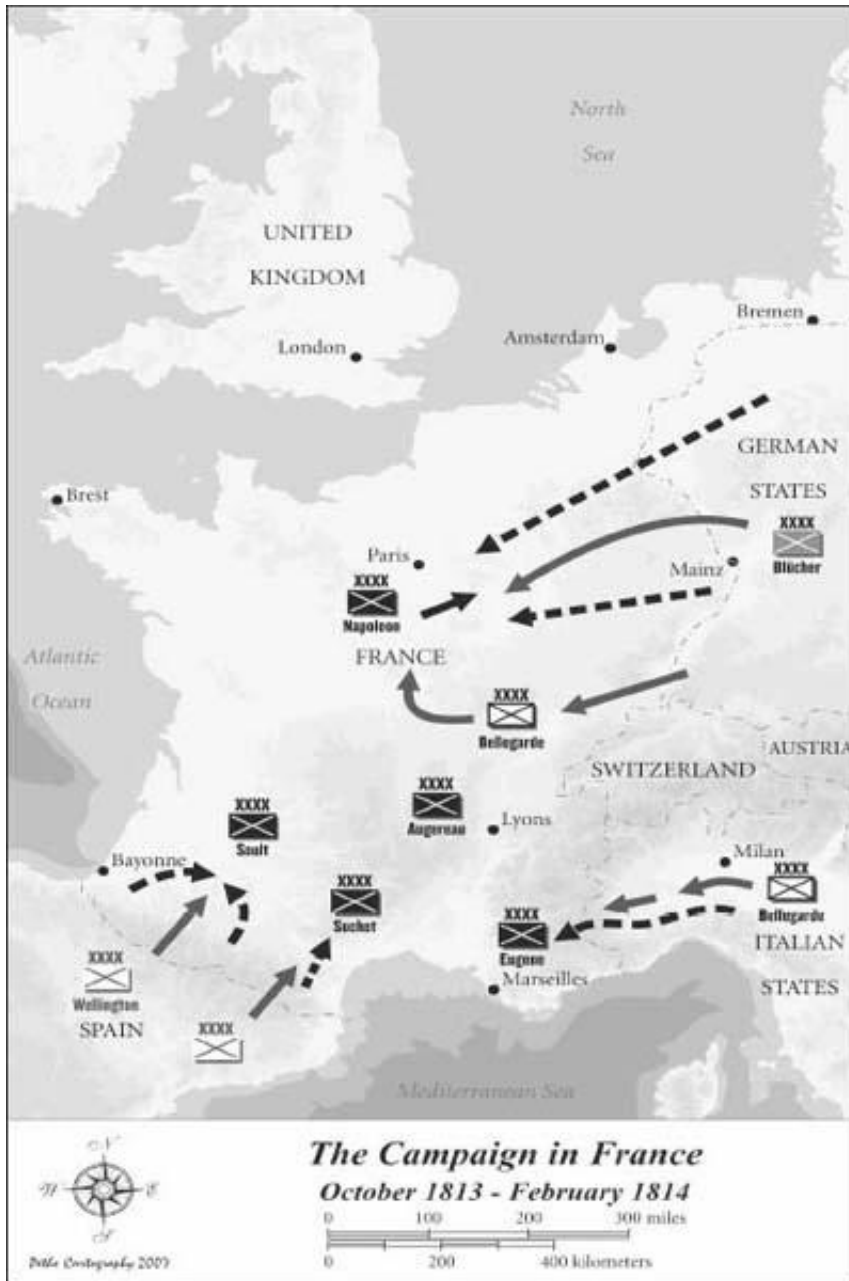 North
Sea
UNITED
KINGDOM
London
Amsterdam
Bremen
GERMAN
STATES
Brest
XXXX
Blücher
Paris
Mainz
XXXX
Napoleon
FRANCE
Atlantic
Ocean
XXXX
Bellegarde
SWITZERLAND
AUSTRIA
XXXX
Soult
XXXX
Augereau
Lyons
Bayonne
Milan
XXXX
Suchet
XXXX
Bellegarde
XXXX
Eugene
ITALIAN
STATES
XXXX
Wellington
SPAIN
Marseilles
XXXX
Mediterranean Sea
The Campaign in France
October 1813 - February 1814
0 100 200 300 miles
0 200 400 kilometers
N
W E
S
Cartography 2007